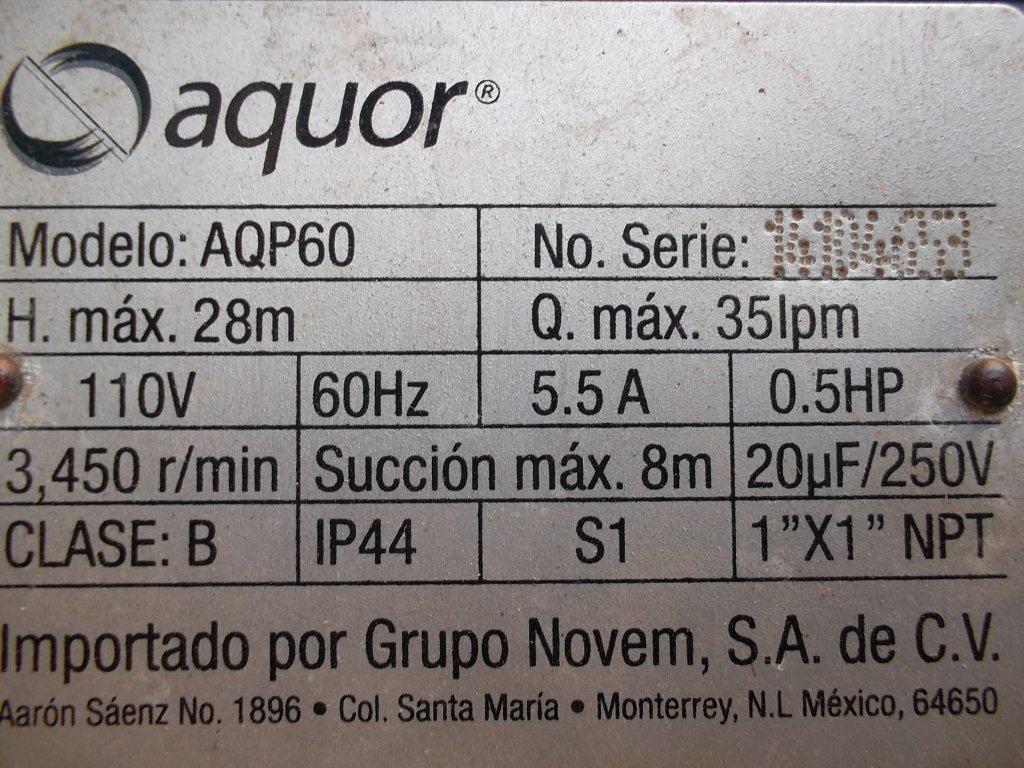 aquor®
Modelo: AQP60 No. Serie:
H. máx. 28m Q. máx. 35lpm
110V 60Hz 5.5 A 0.5HP
3,450 r/min Succión máx. 8m 20µF/250V
CLASE: B IP44 S1 1”X1” NPT
Importado por Grupo Novem, S.A. de C.V.
Aarón Sáenz No. 1896 • Col. Santa María • Monterrey, N.L México, 64650